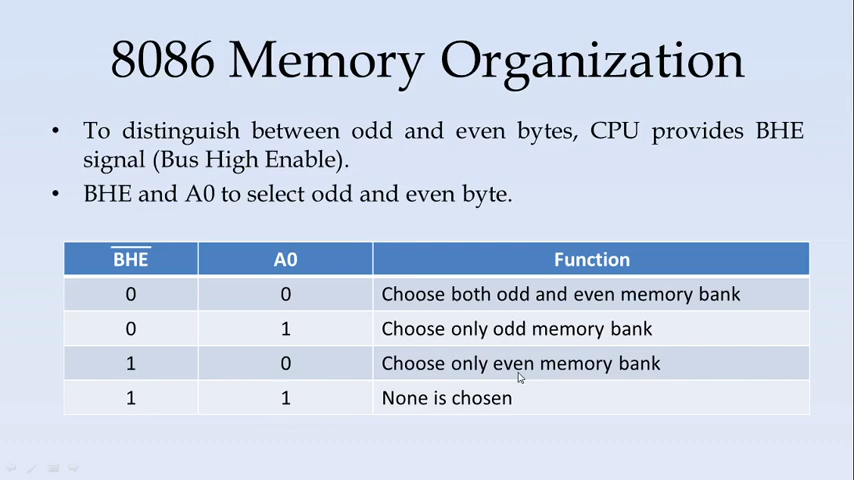 8086 Memory Organization
• To distinguish between odd and even bytes, CPU provides BHE
signal (Bus High Enable).
• BHE and A0 to select odd and even byte.
B̅H̅E̅ A0 Function
0 0 Choose both odd and even memory bank
0 1 Choose only odd memory bank
1 0 Choose only even memory bank
1 1 None is chosen